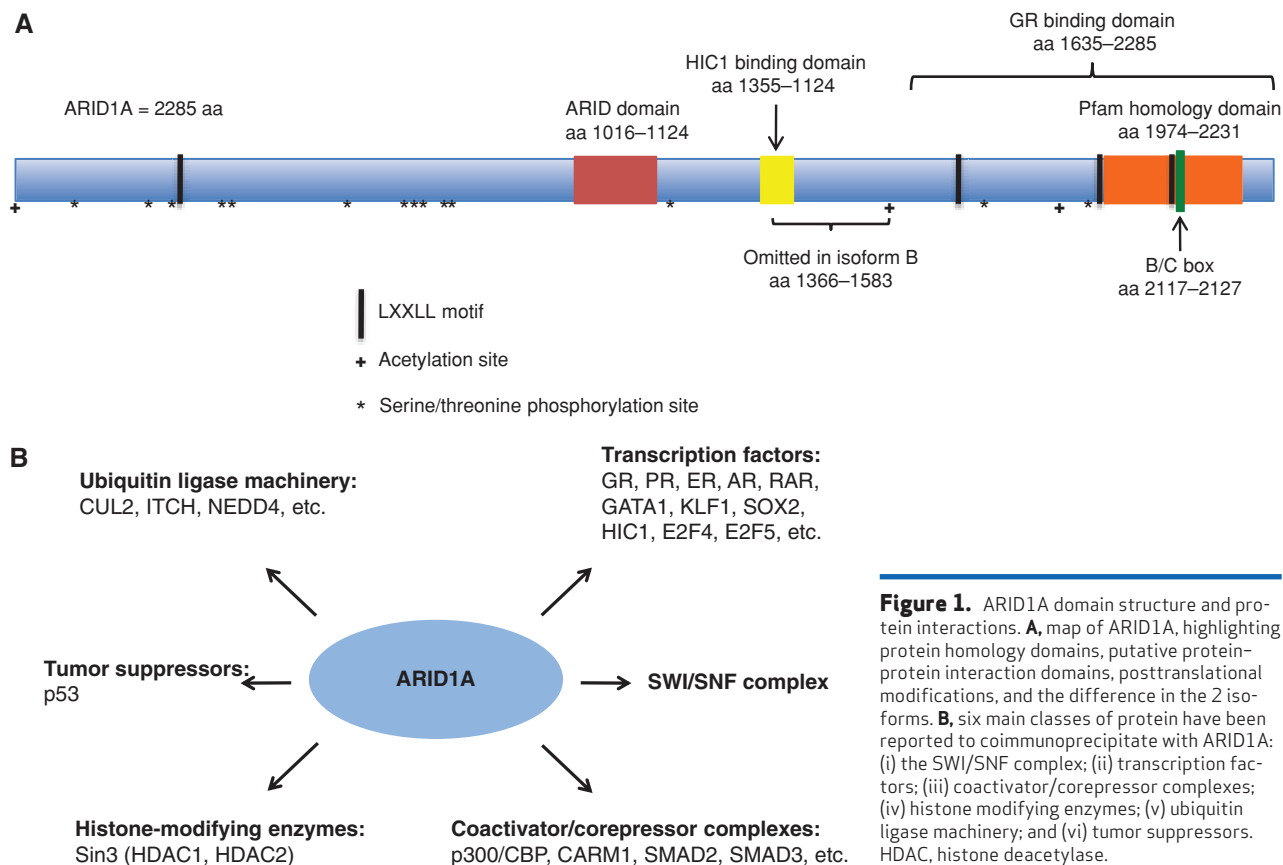 A
GR binding domain
aa 1635–2285
HIC1 binding domain
aa 1355–1124
ARID1A = 2285 aa
ARID domain
aa 1016–1124
Pfam homology domain
aa 1974–2231
+
*
*
*
*
*
*
*
*
*
*
*
*
+
*
+
*
Omitted in isoform B
aa 1366–1583
B/C box
aa 2117–2127
LXXLL motif
+ Acetylation site
* Serine/threonine phosphorylation site
B
Ubiquitin ligase machinery:
CUL2, ITCH, NEDD4, etc.
Transcription factors:
GR, PR, ER, AR, RAR,
GATA1, KLF1, SOX2,
HIC1, E2F4, E2F5, etc.
Tumor suppressors:
p53
ARID1A
SWI/SNF complex
Histone-modifying enzymes:
Sin3 (HDAC1, HDAC2)
Coactivator/corepressor complexes:
p300/CBP, CARM1, SMAD2, SMAD3, etc.
Figure 1. ARID1A domain structure and pro-
tein interactions. A, map of ARID1A, highlighting
protein homology domains, putative protein–
protein interaction domains, posttranslational
modifications, and the difference in the 2 iso-
forms. B, six main classes of protein have been
reported to coimmunoprecipitate with ARID1A:
(i) the SWI/SNF complex; (ii) transcription fac-
tors; (iii) coactivator/corepressor complexes;
(iv) histone modifying enzymes; (v) ubiquitin
ligase machinery; and (vi) tumor suppressors.
HDAC, histone deacetylase.